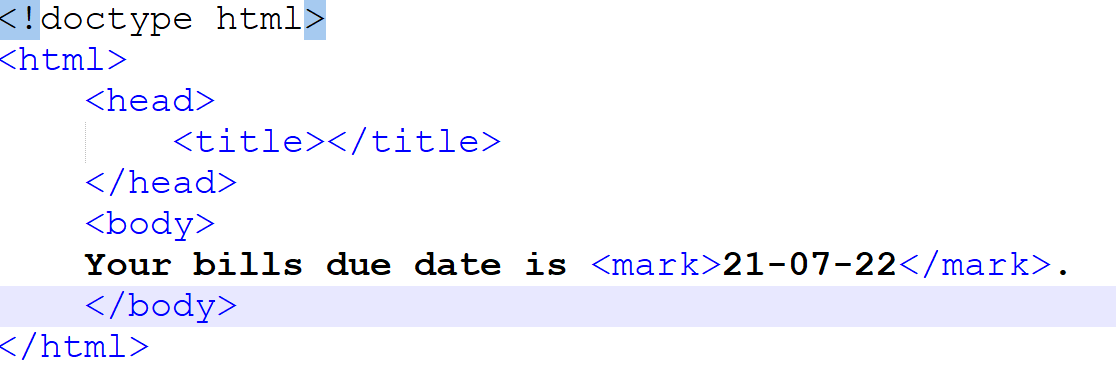 <!doctype html>
<html>
    <head>
        <title></title>
    </head>
    <body>
    Your bills due date is <mark>21-07-22</mark>.
    </body>
</html>